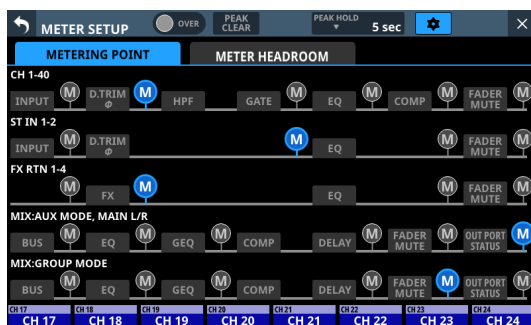 METER SETUP OVER PEAK CLEAR PEAK HOLD ▼ 5 sec
METERING POINT METER HEADROOM
CH 1-40
INPUT M D.TRIM Φ M HPF GATE M EQ M COMP M FADER MUTE M
ST IN 1-2
INPUT M D.TRIM Φ M EQ M FADER MUTE M
FX RTN 1-4
M FX M EQ M FADER MUTE M
MIX:AUX MODE, MAIN L/R
BUS M EQ M GEQ M COMP DELAY M FADER MUTE M OUT PORT STATUS M
MIX:GROUP MODE
BUS M EQ M GEQ M COMP DELAY M FADER MUTE M OUT PORT STATUS M
CH 17 CH 18 CH 19 CH 20 CH 21 CH 22 CH 23 CH 24
CH 17 CH 18 CH 19 CH 20 CH 21 CH 22 CH 23 CH 24